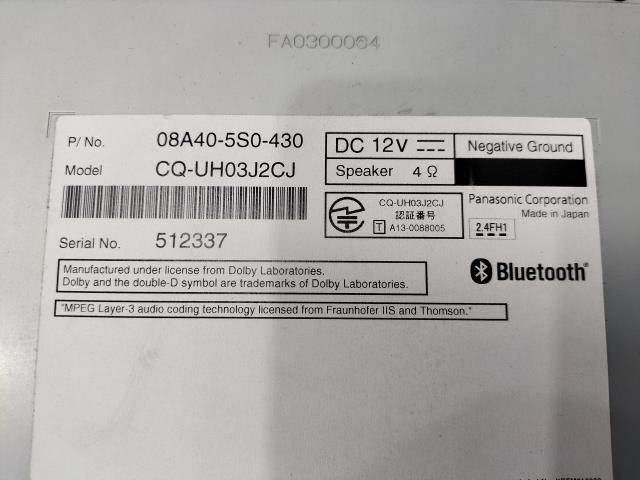 FA0300064
P/No. 08A40-5S0-430
Model CQ-UH03J2CJ
Serial No. 512337
DC 12V
Negative Ground
Speaker 4 Ω
CQ-UH03J2CJ
認証番号
T A13-0088005
Panasonic Corporation
Made in Japan
2.4FH1
Bluetooth®
Manufactured under license from Dolby Laboratories.
Dolby and the double-D symbol are trademarks of Dolby Laboratories.
"MPEG Layer-3 audio coding technology licensed from Fraunhofer IIS and Thomson."